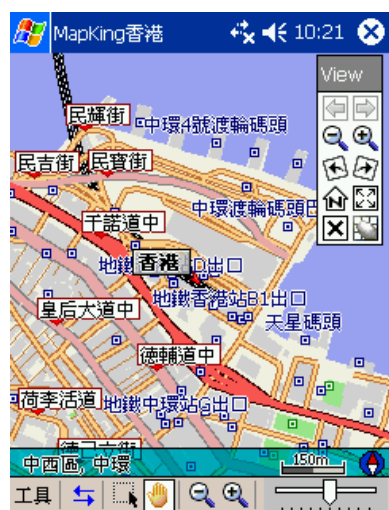 MapKing香港
10:21
View
民輝街
中環4號渡輪碼頭
民吉街
民寶街
中環渡輪碼頭巴
干諾道中
地鐵
香港
D出口
地鐵香港站B1出口
皇后大道中
天星碼頭
德輔道中
荷李活道
地鐵中環站G出口
中西區, 中環
150m
工具